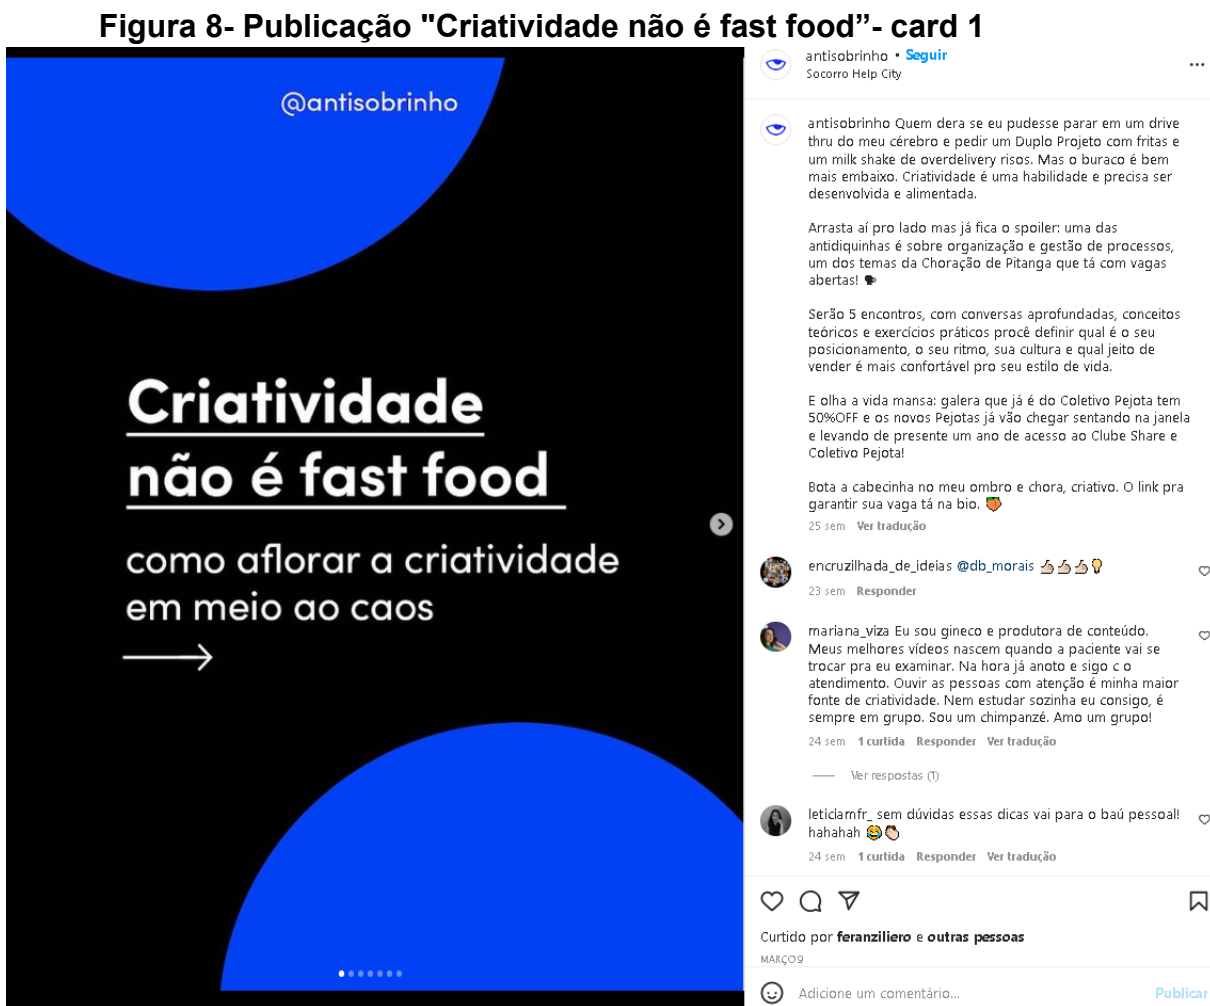 Figura 8- Publicação "Criatividade não é fast food”- card 1
@antisobrinho
Criatividade
não é fast food
como aflorar a criatividade
em meio ao caos
antisobrinho • Seguir
Socorro Help City
antisobrinho Quem dera se eu pudesse parar em um drive
thru do meu cérebro e pedir um Duplo Projeto com fritas e
um milk shake de overdelivery risos. Mas o buraco é bem
mais embaixo. Criatividade é uma habilidade e precisa ser
desenvolvida e alimentada.
Arrasta aí pro lado mas já fica o spoiler: uma das
antidiquinhas é sobre organização e gestão de processos,
um dos temas da Choração de Pitanga que tá com vagas
abertas! 🗣
Serão 5 encontros, com conversas aprofundadas, conceitos
teóricos e exercícios práticos procê definir qual é o seu
posicionamento, o seu ritmo, sua cultura e qual jeito de
vender é mais confortável pro seu estilo de vida.
E olha a vida mansa: galera que já é do Coletivo Pejota tem
50%OFF e os novos Pejotas já vão chegar sentando na janela
e levando de presente um ano de acesso ao Clube Share e
Coletivo Pejota!
Bota a cabecinha no meu ombro e chora, criativo. O link pra
garantir sua vaga tá na bio. 🍑
25 sem Ver tradução
encruzilhada_de_ideias @db_morais 👍🏻👍🏻👍🏻💡
23 sem Responder
mariana_viza Eu sou gineco e produtora de conteúdo.
Meus melhores vídeos nascem quando a paciente vai se
trocar pra eu examinar. Na hora já anoto e sigo c o
atendimento. Ouvir as pessoas com atenção é minha maior
fonte de criatividade. Nem estudar sozinha eu consigo, é
sempre em grupo. Sou um chimpanzé. Amo um grupo!
24 sem 1 curtida Responder Ver tradução
Ver respostas (1)
leticiamfr_ sem dúvidas essas dicas vai para o baú pessoal!
hahahah 😂👏🏻
24 sem 1 curtida Responder Ver tradução
Curtido por feranziliero e outras pessoas
MARÇO 9
Adicione um comentário... Publicar